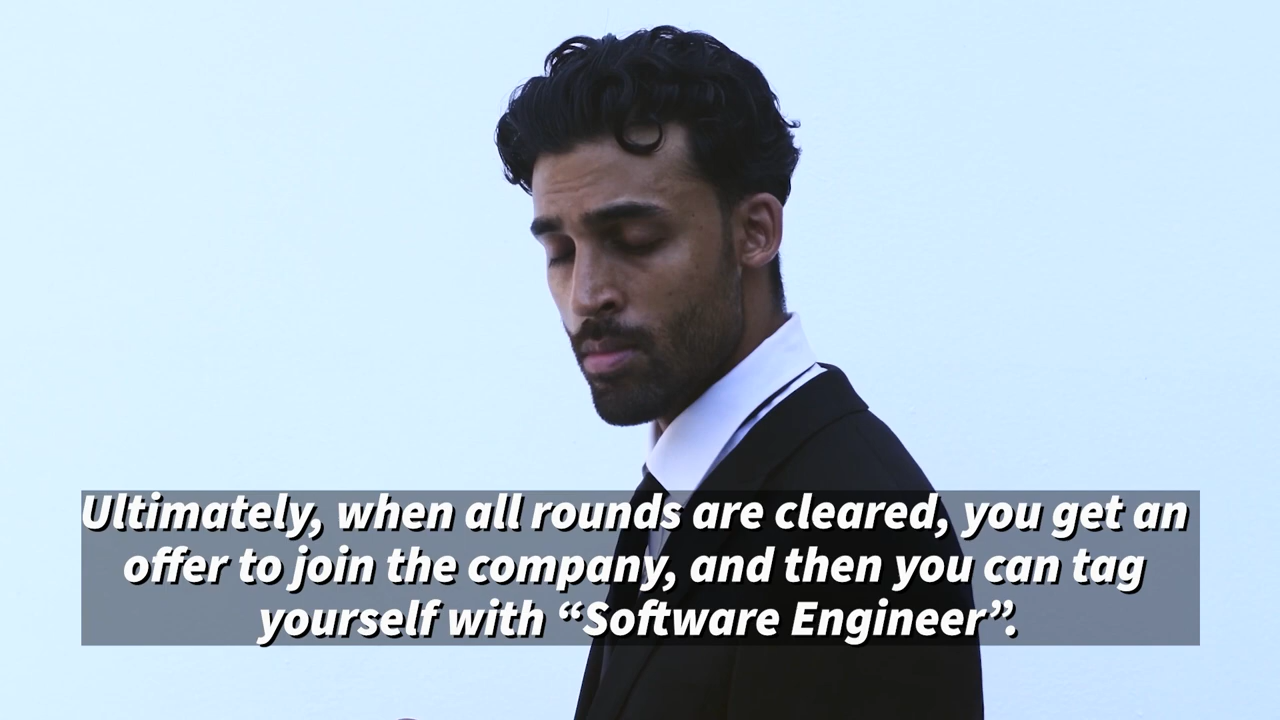 Ultimately, when all rounds are cleared, you get an
offer to join the company, and then you can tag
yourself with “Software Engineer”.